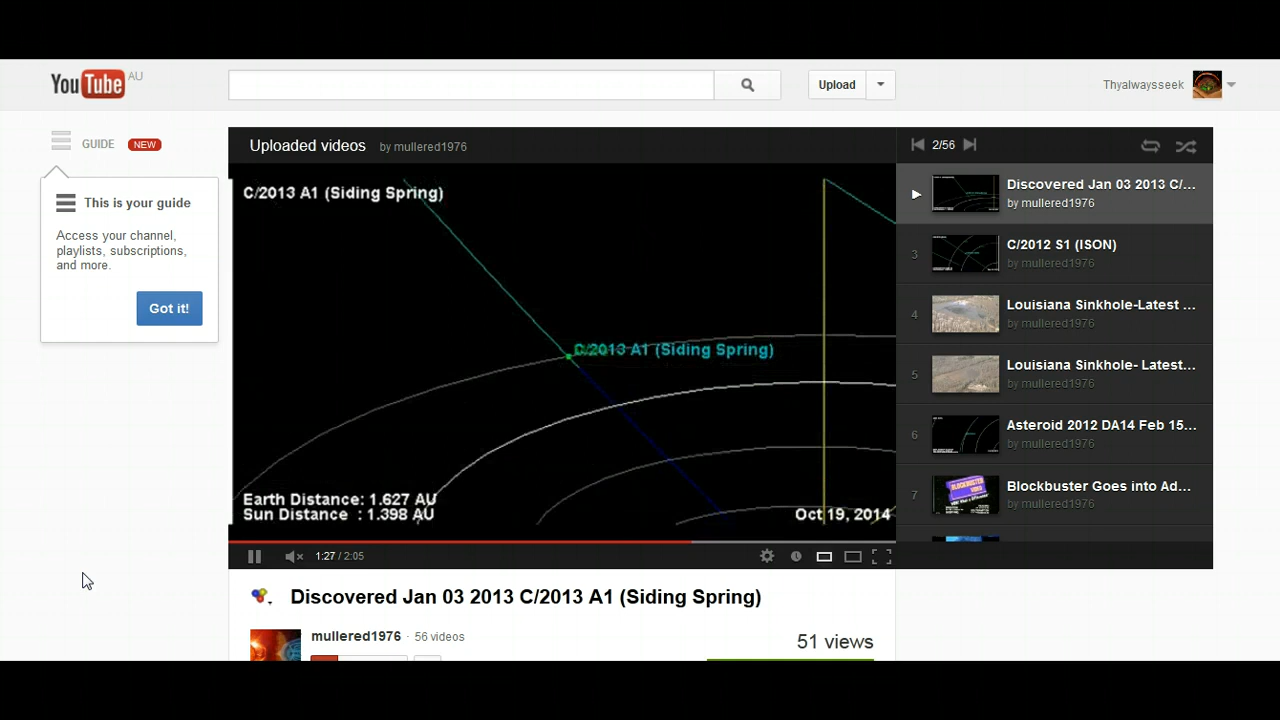 YouTube AU
Upload
Thyalwaysseek
GUIDE NEW
This is your guide
Access your channel,
playlists, subscriptions,
and more.
Got it!
Uploaded videos by mullered1976
2/56
C/2013 A1 (Siding Spring)
C/2013 A1 (Siding Spring)
Earth Distance: 1.627 AU
Sun Distance : 1.398 AU
Oct 19, 2014
1:27 / 2:05
Discovered Jan 03 2013 C/...
by mullered1976
3
C/2012 S1 (ISON)
by mullered1976
4
Louisiana Sinkhole-Latest ...
by mullered1976
5
Louisiana Sinkhole- Latest...
by mullered1976
6
Asteroid 2012 DA14 Feb 15...
by mullered1976
7
BLOCKBUSTER
Blockbuster Goes into Ad...
by mullered1976
Discovered Jan 03 2013 C/2013 A1 (Siding Spring)
mullered1976 · 56 videos
51 views